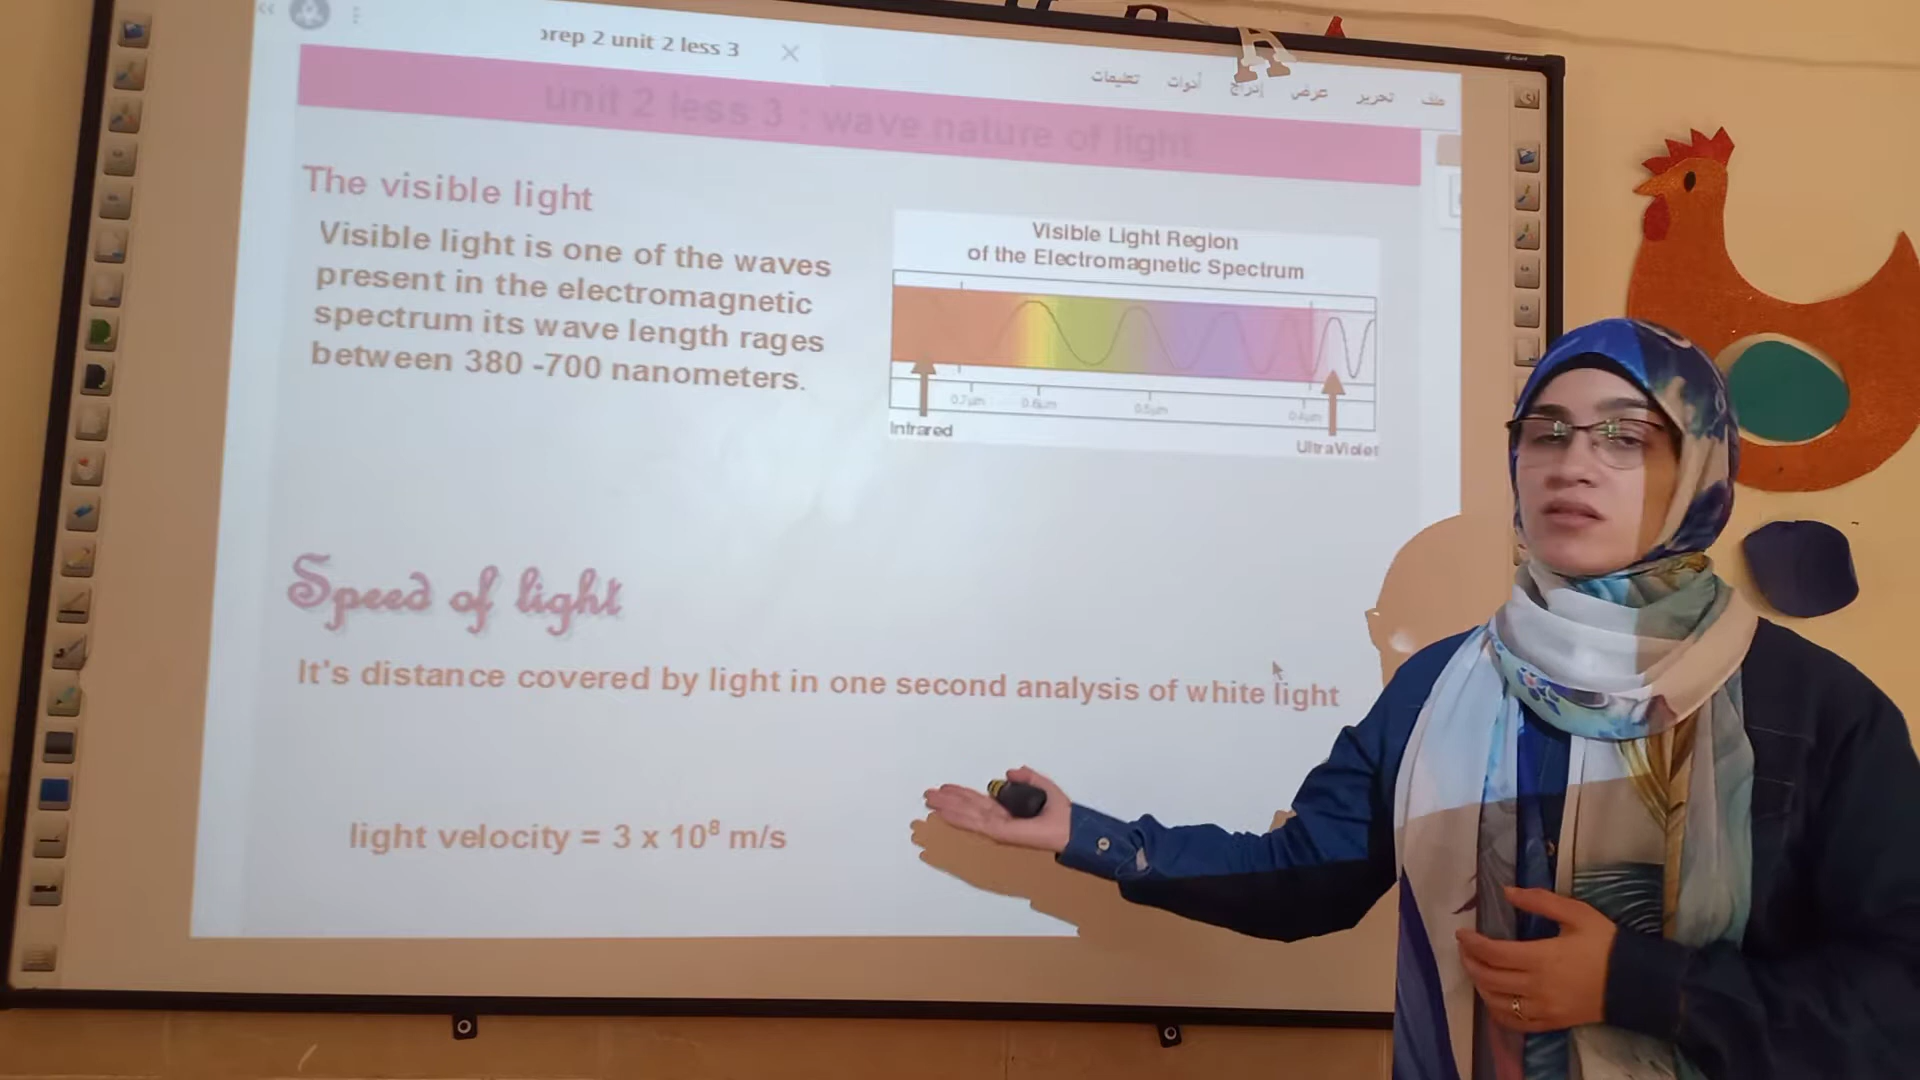 prep 2 unit 2 less 3
ملف تحرير عرض إدراج أدوات تعليمات
unit 2 less 3 : wave nature of light
The visible light
Visible light is one of the waves
present in the electromagnetic
spectrum its wave length rages
between 380 -700 nanometers.
Visible Light Region
of the Electromagnetic Spectrum
0.7µm 0.6µm 0.5µm 0.4µm
Infrared
UltraViolet
Speed of light
It's distance covered by light in one second analysis of white light
light velocity = 3 x 10⁸ m/s